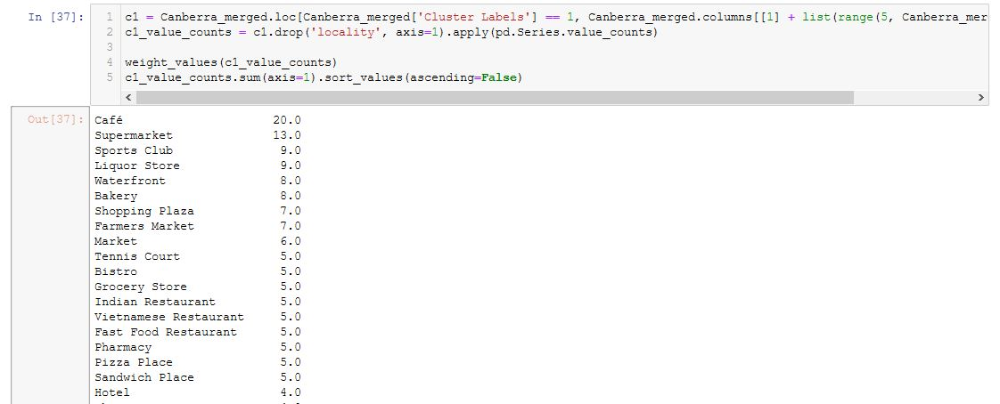 In [37]:
1 c1 = Canberra_merged.loc[Canberra_merged['Cluster Labels'] == 1, Canberra_merged.columns[[1] + list(range(5, Canberra_mer
2 c1_value_counts = c1.drop('locality', axis=1).apply(pd.Series.value_counts)
3
4 weight_values(c1_value_counts)
5 c1_value_counts.sum(axis=1).sort_values(ascending=False)
Out[37]:
Café 20.0
Supermarket 13.0
Sports Club 9.0
Liquor Store 9.0
Waterfront 8.0
Bakery 8.0
Shopping Plaza 7.0
Farmers Market 7.0
Market 6.0
Tennis Court 5.0
Bistro 5.0
Grocery Store 5.0
Indian Restaurant 5.0
Vietnamese Restaurant 5.0
Fast Food Restaurant 5.0
Pharmacy 5.0
Pizza Place 5.0
Sandwich Place 5.0
Hotel 4.0